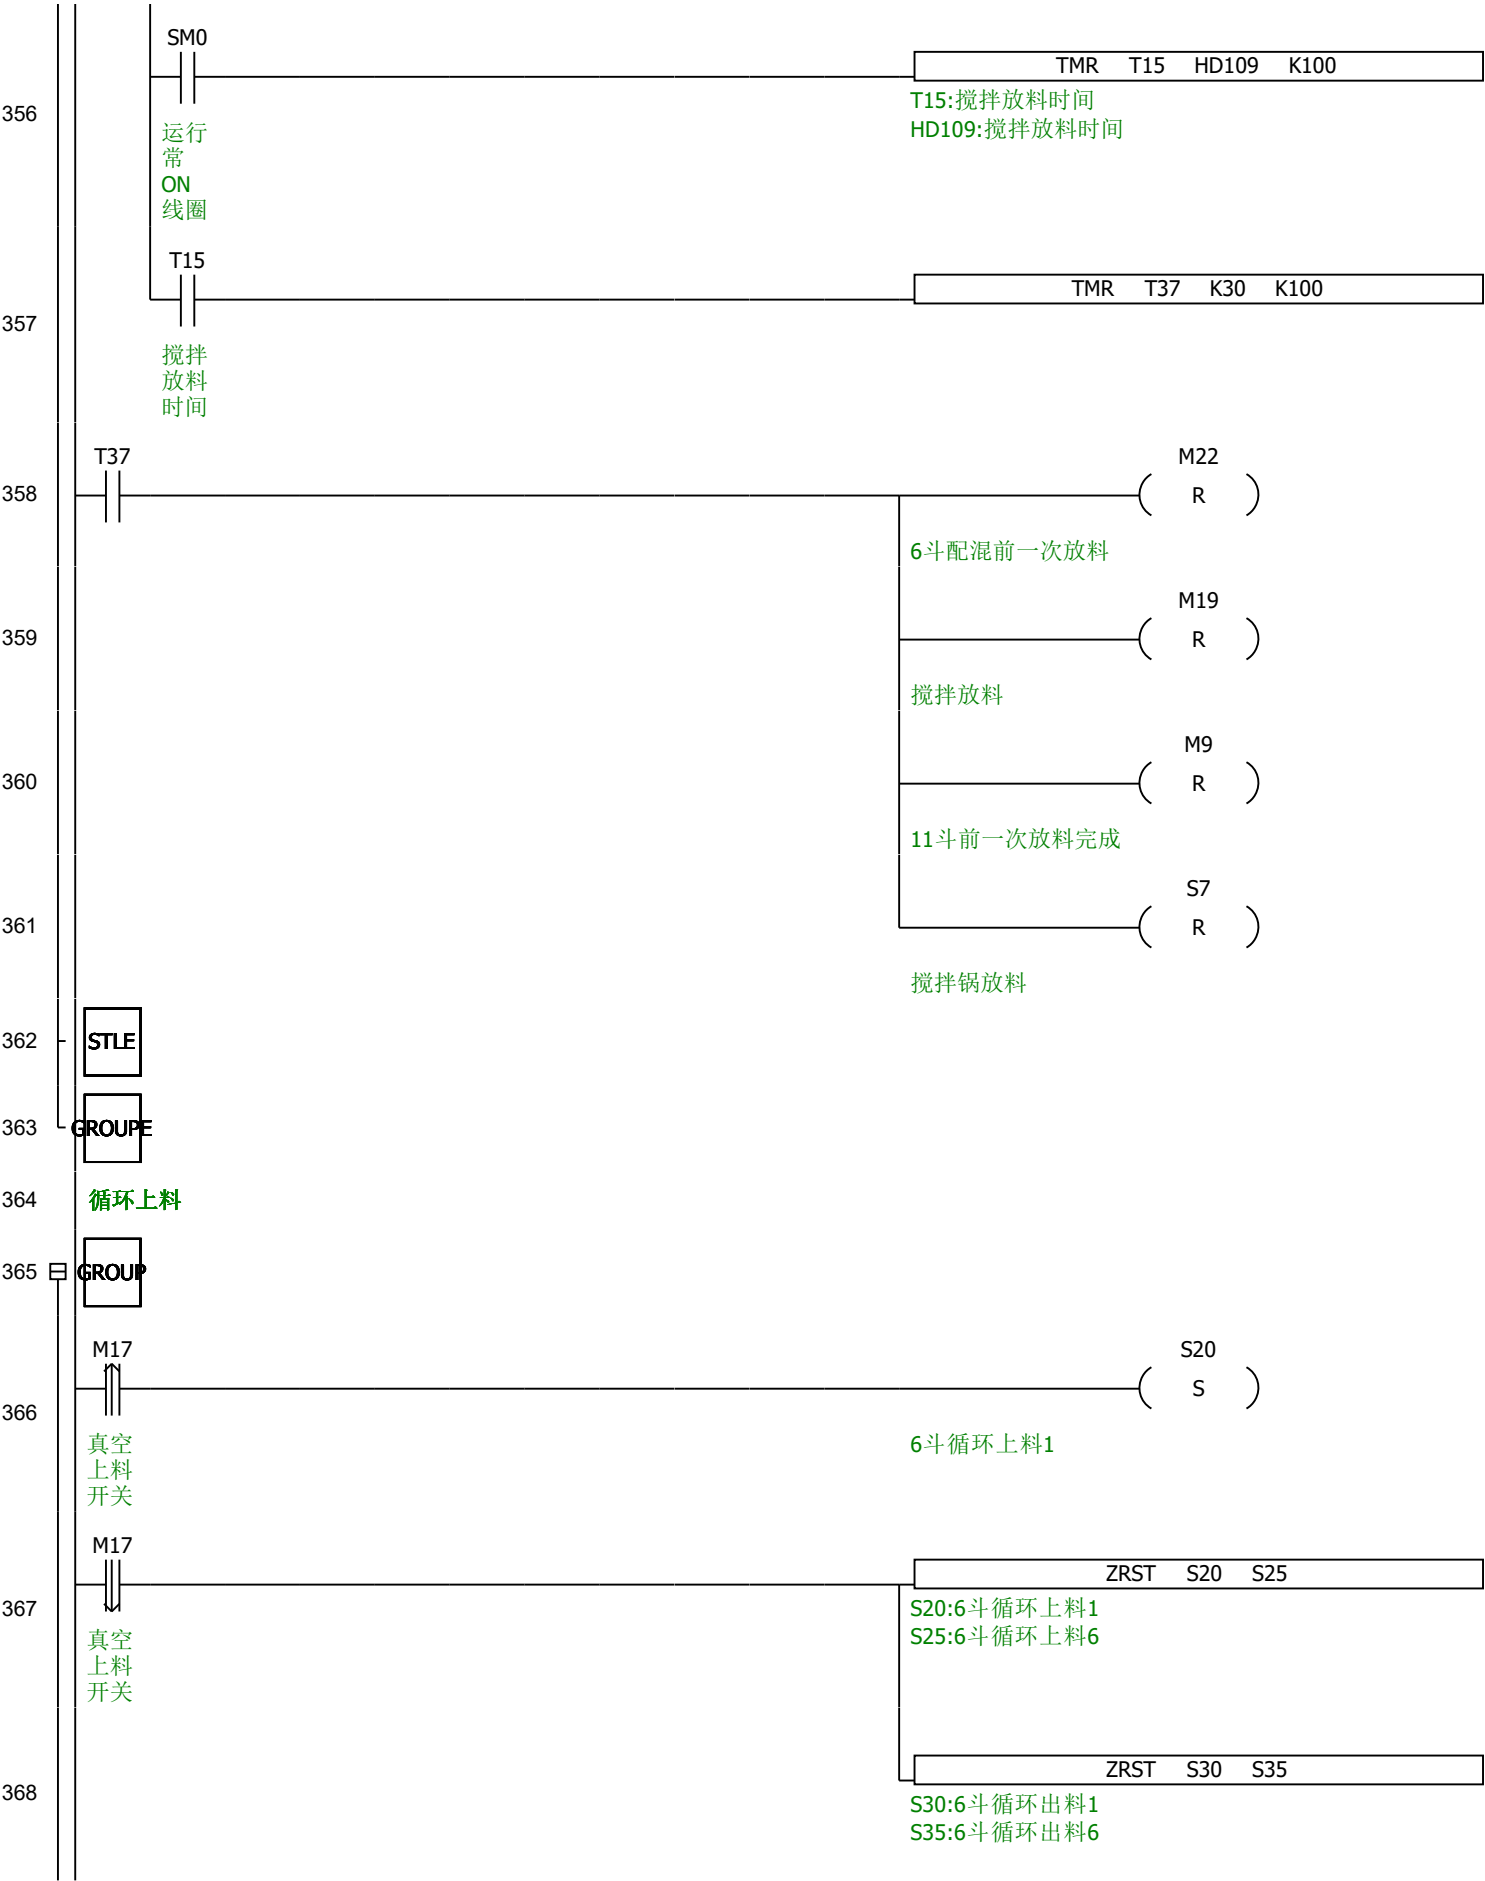 SM0
TMR T15 HD109 K100
356
T15:搅拌放料时间
HD109:搅拌放料时间
运行
常
ON
线圈
T15
TMR T37 K30 K100
357
搅拌
放料
时间
T37
M22
358
R
6斗配混前一次放料
M19
359
R
搅拌放料
M9
360
R
11斗前一次放料完成
S7
361
R
搅拌锅放料
362
STLE
363
GROUPE
364
循环上料
365
GROUP
M17
S20
S
366
真空
上料
开关
6斗循环上料1
M17
ZRST S20 S25
367
S20:6斗循环上料1
S25:6斗循环上料6
真空
上料
开关
ZRST S30 S35
368
S30:6斗循环出料1
S35:6斗循环出料6